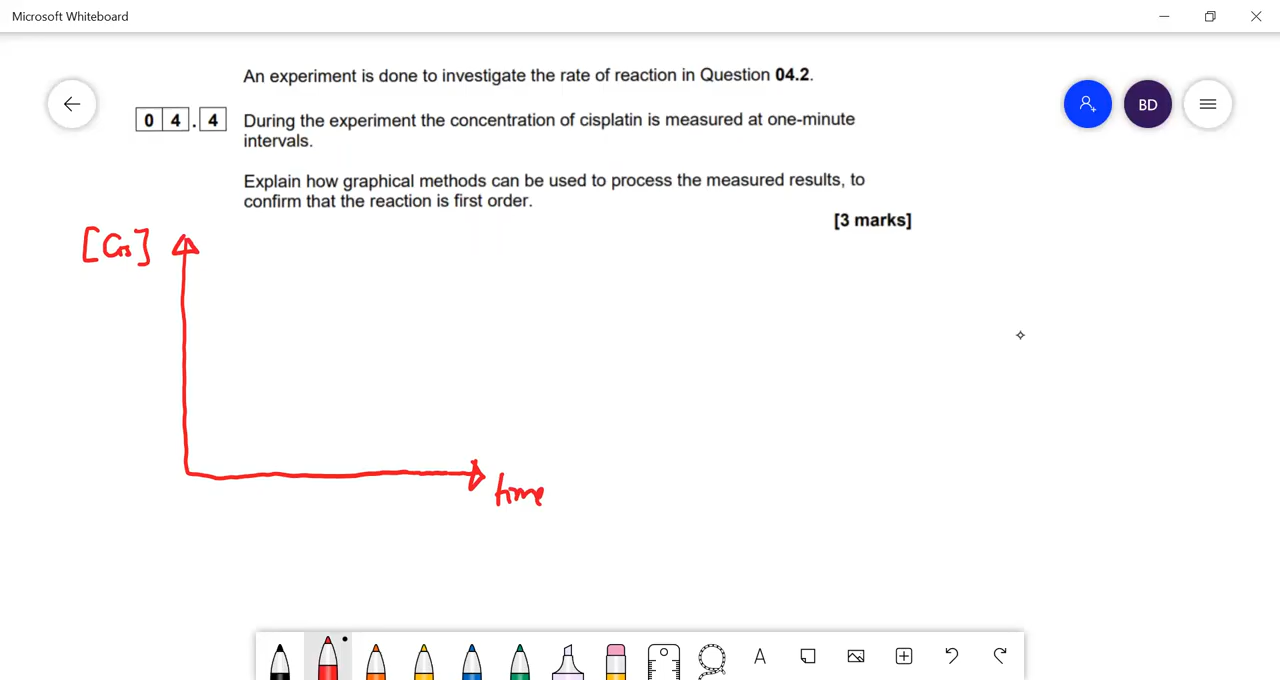 Microsoft Whiteboard
An experiment is done to investigate the rate of reaction in Question 04.2.
BD
0 4 . 4 During the experiment the concentration of cisplatin is measured at one-minute
intervals.
Explain how graphical methods can be used to process the measured results, to
confirm that the reaction is first order.
[3 marks]
[Cis]
time
A